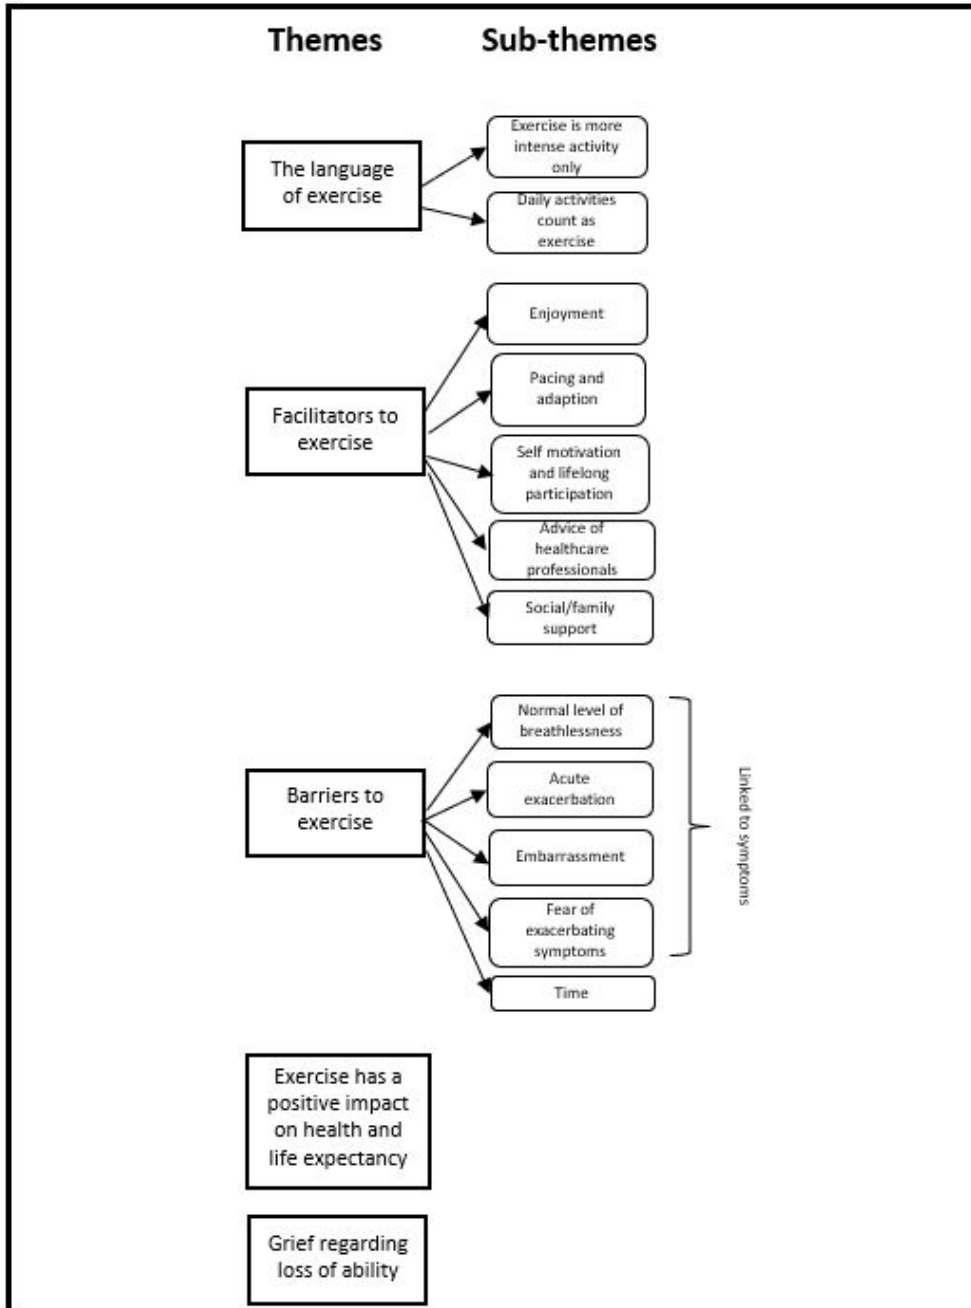 Themes
Sub-themes
The language
of exercise
Exercise is more
intense activity
only
Daily activities
count as
exercise
Facilitators to
exercise
Enjoyment
Pacing and
adaption
Self motivation
and lifelong
participation
Advice of
healthcare
professionals
Social/family
support
Barriers to
exercise
Normal level of
breathlessness
Acute
exacerbation
Embarrassment
Fear of
exacerbating
symptoms
Time
Linked to symptoms
Exercise has a
positive impact
on health and
life expectancy
Grief regarding
loss of ability